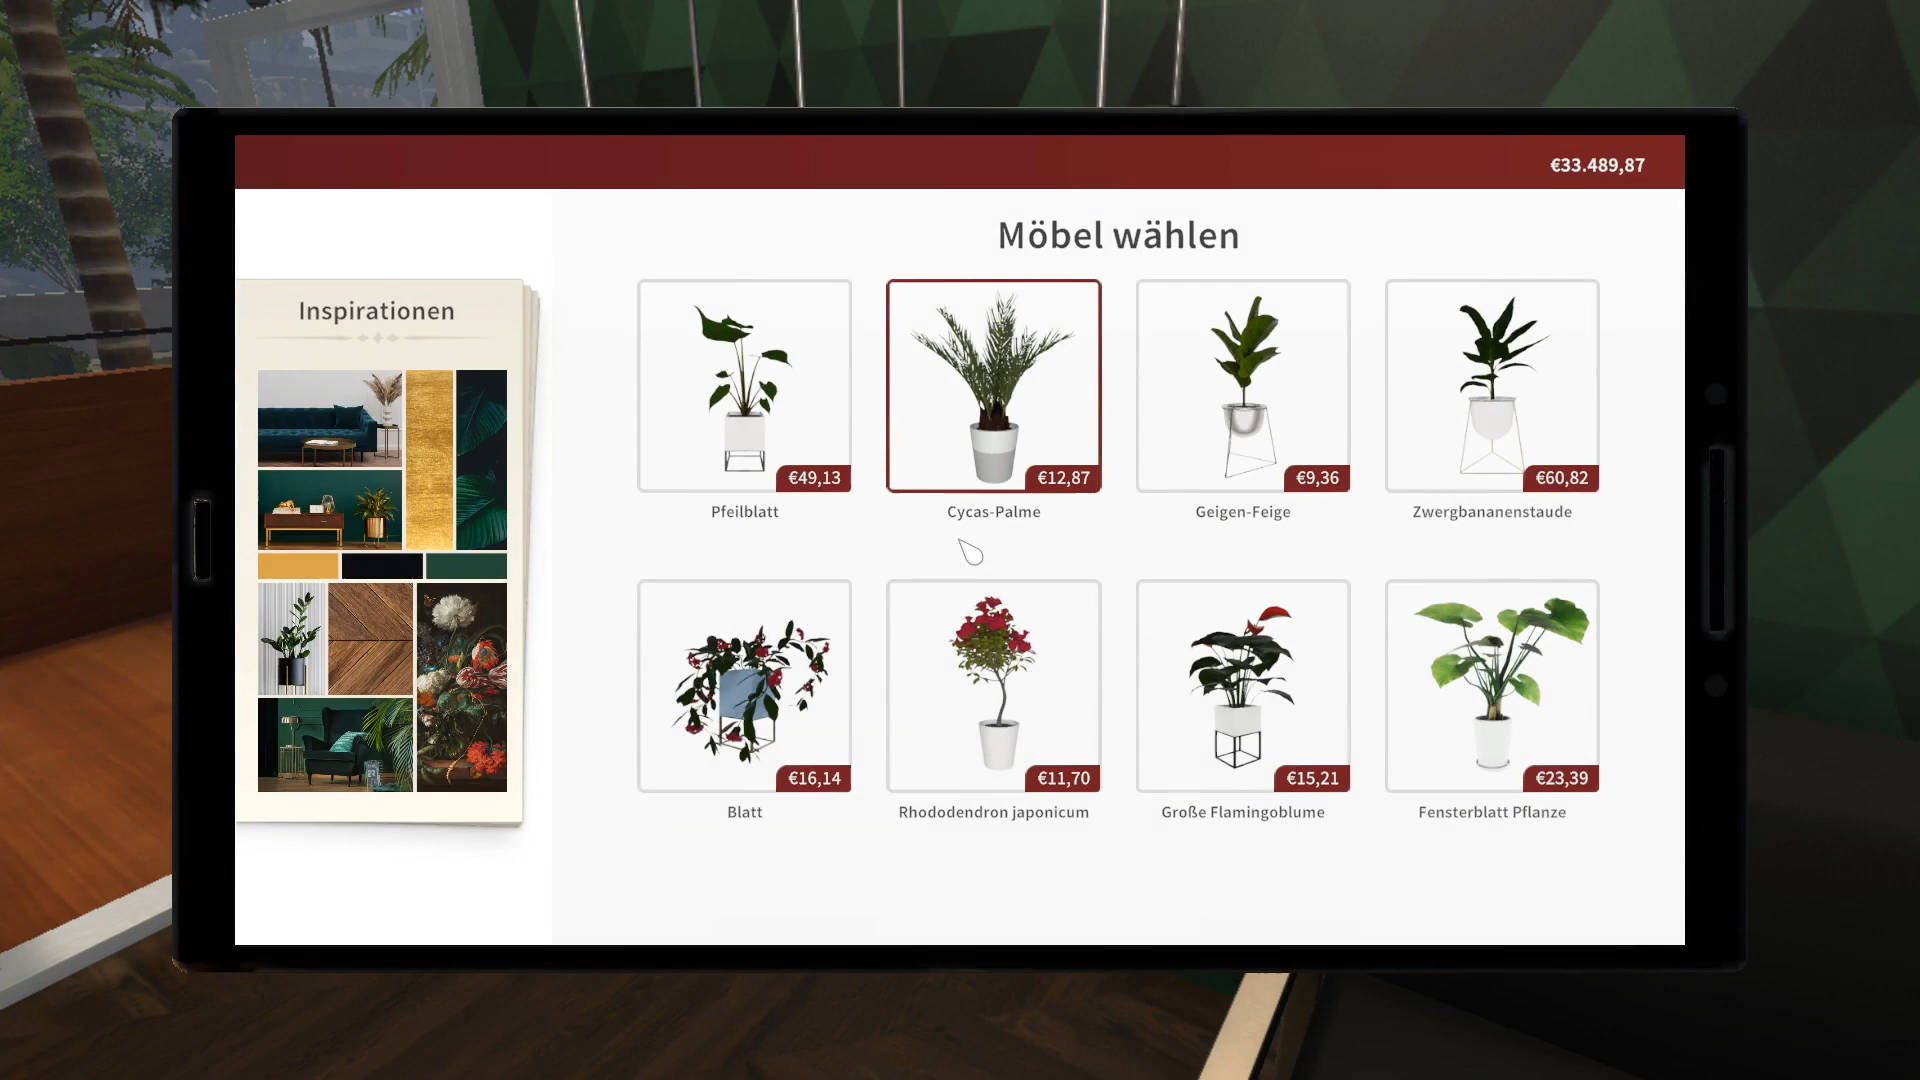 €33.489,87
Inspirationen
Möbel wählen
€49,13
€12,87
€9,36
€60,82
Pfeilblatt
Cycas-Palme
Geigen-Feige
Zwergbananenstaude
€16,14
€11,70
€15,21
€23,39
Blatt
Rhododendron japonicum
Große Flamingoblume
Fensterblatt Pflanze